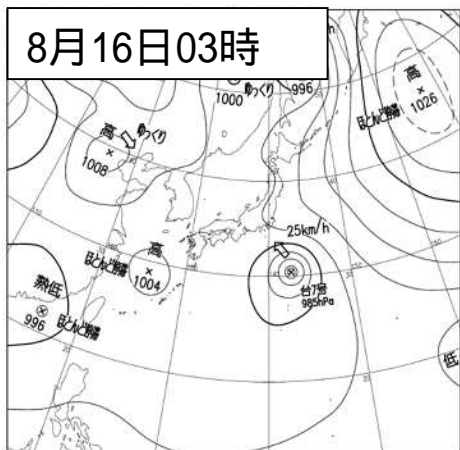 8月16日03時
h
高
1026
ほとんど停滞
1000
ゆっくり
996
高
ゆっくり
1008
25km/h
高
ほとんど停滞
1004
台7号
985hPa
熱低
996
ほとんど停滞
低